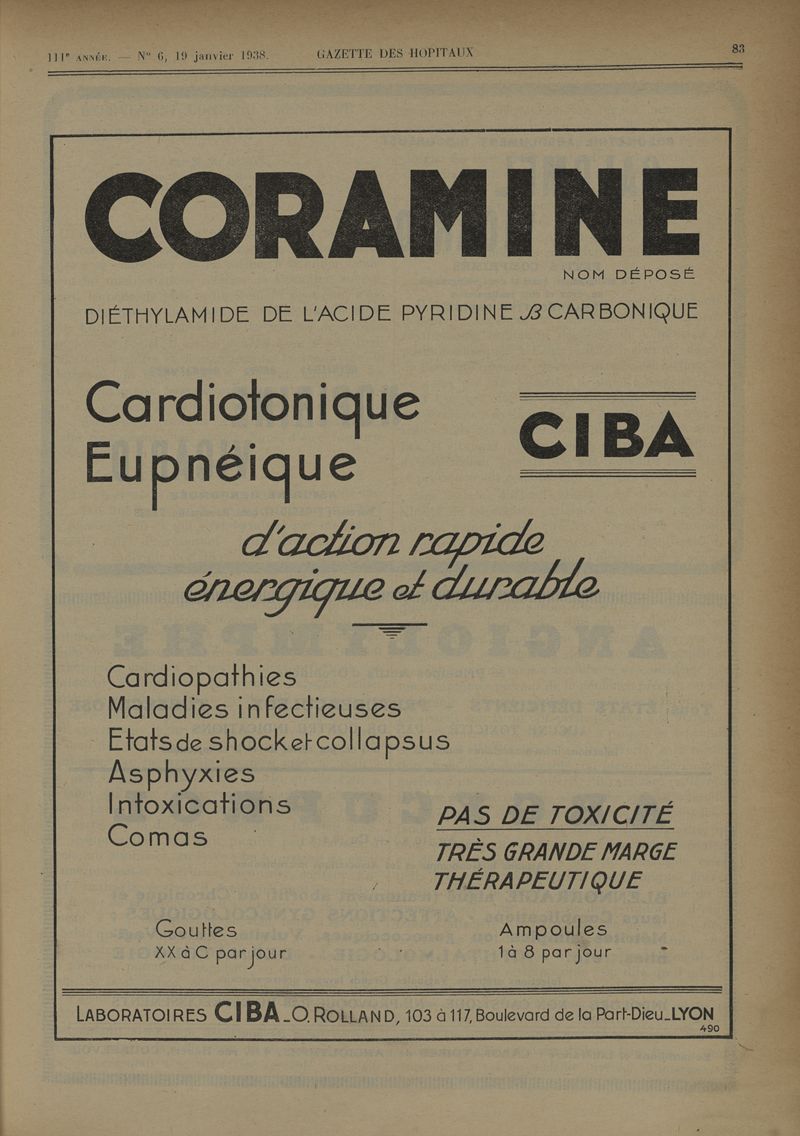 111e ANNÉE. — N° 6, 19 janvier 1938. GAZETTE DES HOPITAUX 83
CORAMINE
NOM DÉPOSÉ
DIÉTHYLAMIDE DE L'ACIDE PYRIDINE β CARBONIQUE
Cardiotonique
Eupnéique
CIBA
d'action rapide
énergique et durable
Cardiopathies
Maladies infectieuses
Etats de shock et collapsus
Asphyxies
Intoxications
Comas
PAS DE TOXICITÉ
TRÈS GRANDE MARGE
THÉRAPEUTIQUE
Gouttes
XX à C par jour
Ampoules
1 à 8 par jour
LABORATOIRES CIBA_O. ROLLAND, 103 à 117, Boulevard de la Part-Dieu_LYON
490